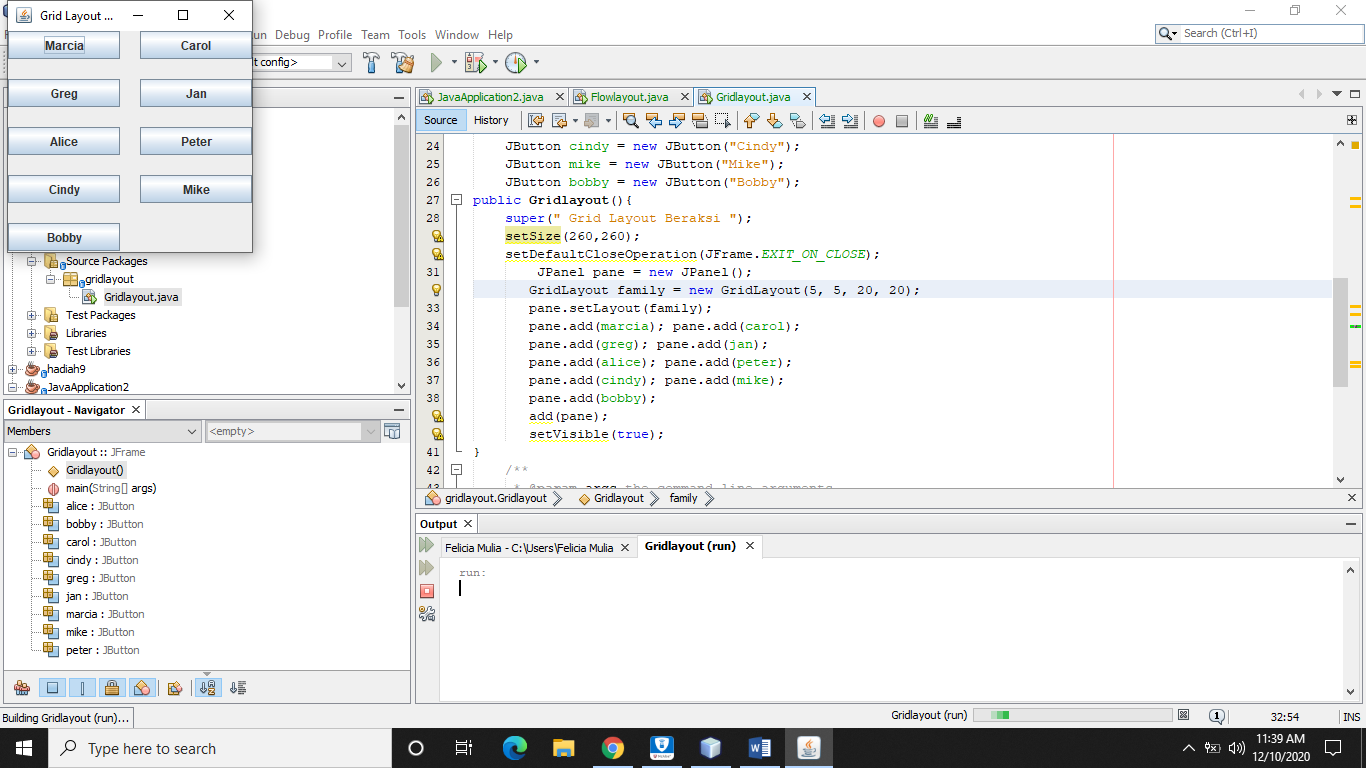 Grid Layout ...
Marcia Carol
Greg Jan
Alice Peter
Cindy Mike
Bobby
un Debug Profile Team Tools Window Help
Search (Ctrl+I)
t config>
JavaApplication2.java Flowlayout.java Gridlayout.java
Source History
24 JButton cindy = new JButton("Cindy");
25 JButton mike = new JButton("Mike");
26 JButton bobby = new JButton("Bobby");
27 public Gridlayout(){
28 super(" Grid Layout Beraksi ");
setSize(260,260);
setDefaultCloseOperation(JFrame.EXIT_ON_CLOSE);
31 JPanel pane = new JPanel();
GridLayout family = new GridLayout(5, 5, 20, 20);
33 pane.setLayout(family);
34 pane.add(marcia); pane.add(carol);
35 pane.add(greg); pane.add(jan);
36 pane.add(alice); pane.add(peter);
37 pane.add(cindy); pane.add(mike);
38 pane.add(bobby);
add(pane);
setVisible(true);
41 }
42 /**
43 * @param args the command line arguments
gridlayout.Gridlayout Gridlayout family
Source Packages
gridlayout
Gridlayout.java
Test Packages
Libraries
Test Libraries
hadiah9
JavaApplication2
Gridlayout - Navigator
Members <empty>
Gridlayout :: JFrame
Gridlayout()
main(String[] args)
alice : JButton
bobby : JButton
carol : JButton
cindy : JButton
greg : JButton
jan : JButton
marcia : JButton
mike : JButton
peter : JButton
Output
Felicia Mulia - C:\Users\Felicia Mulia Gridlayout (run)
run:
Building Gridlayout (run)... Gridlayout (run) 1 32:54 INS
Type here to search
11:39 AM
12/10/2020